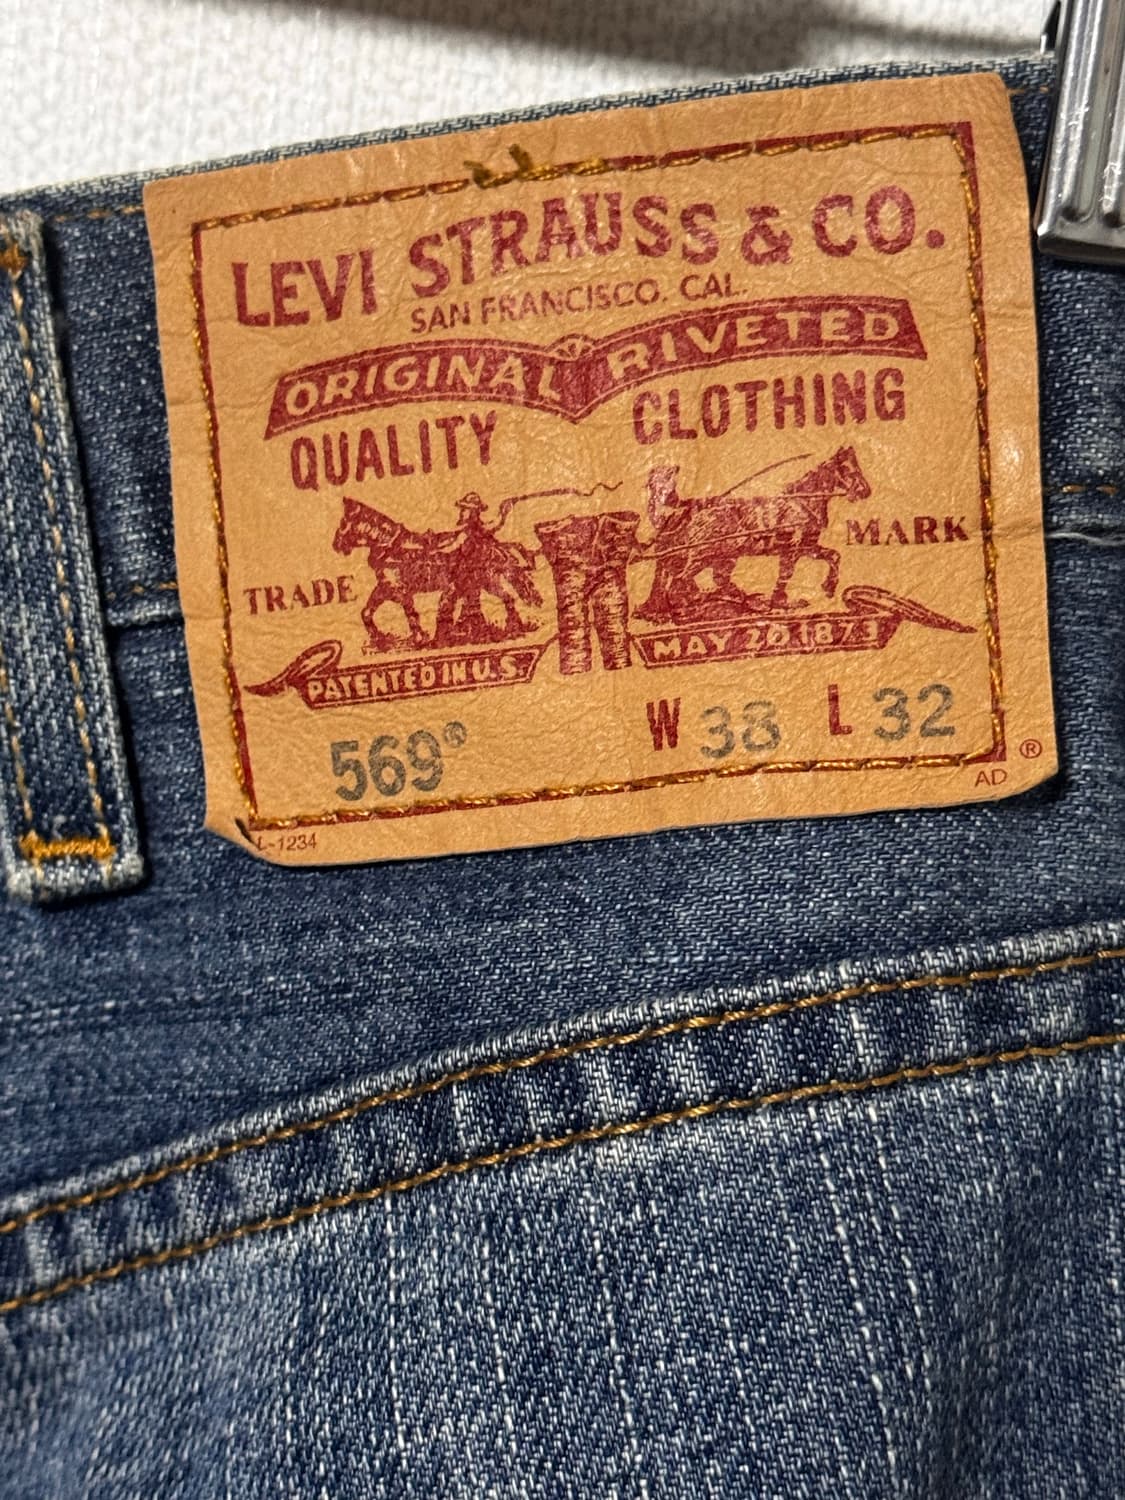 LEVI STRAUSS & CO.
SAN FRANCISCO, CAL.
ORIGINAL RIVETED
QUALITY CLOTHING
TRADE MARK
PATENTED IN U.S. MAY 20 1873
569® W 38 L 32
®
L-1234 AD